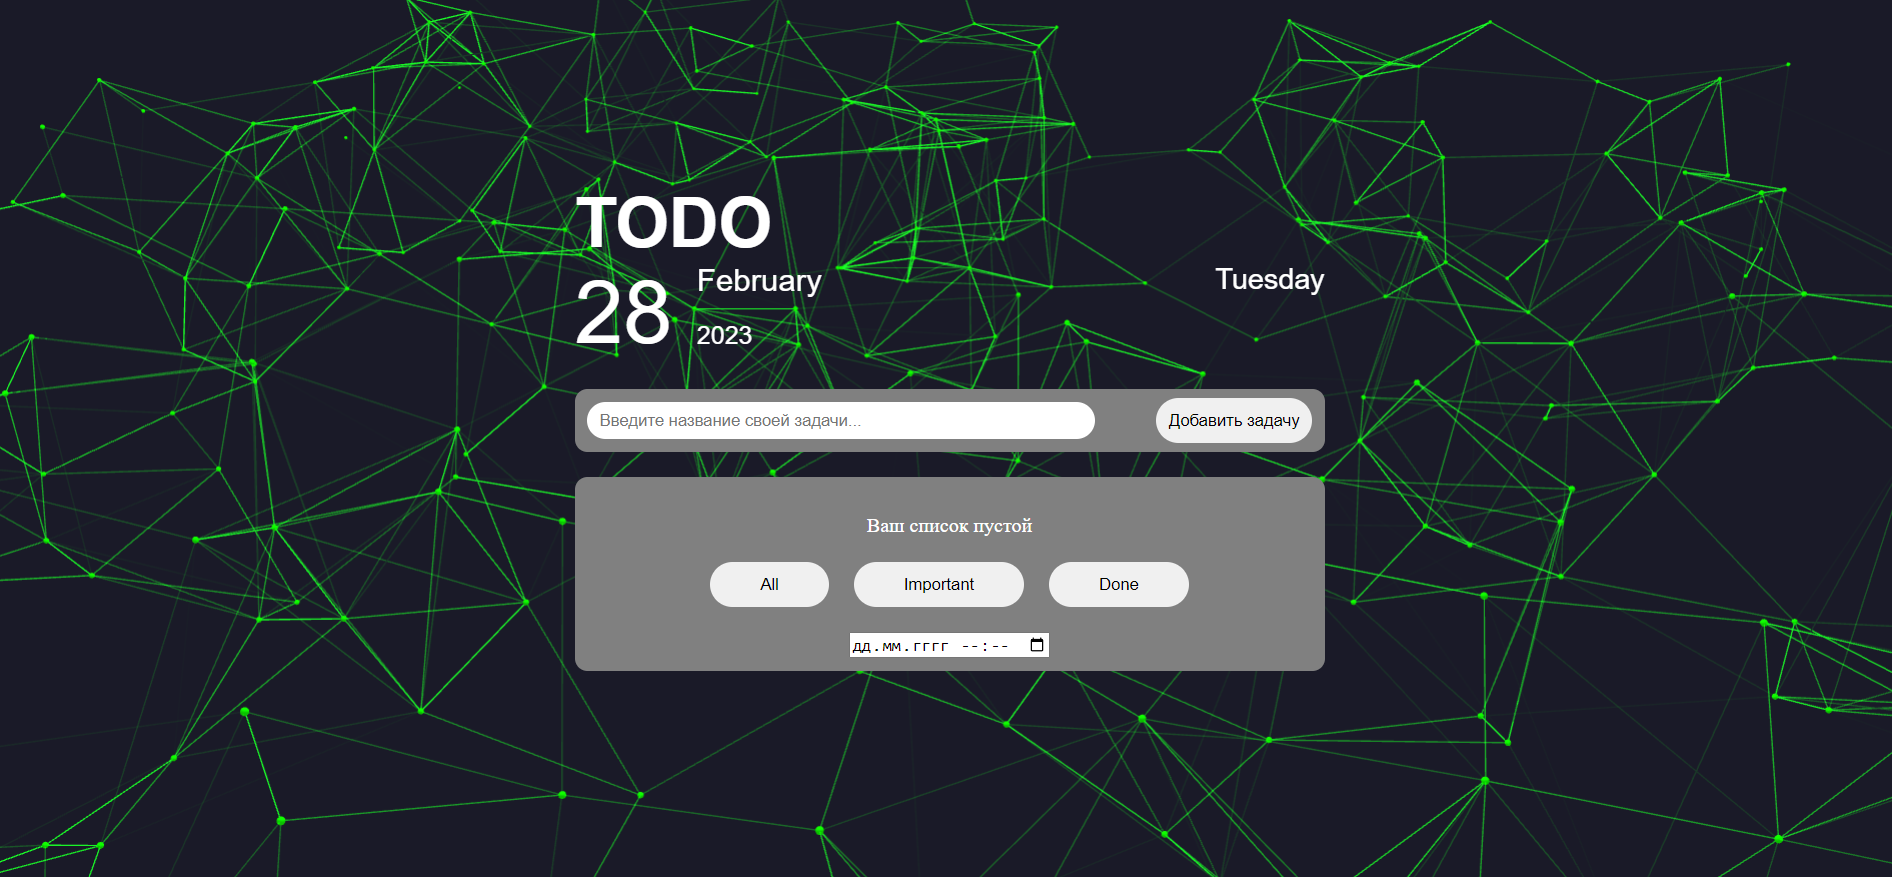 TODO
28 February Tuesday
2023
Введите название своей задачи... Добавить задачу
Ваш список пустой
All Important Done
дд.мм.гггг --:--